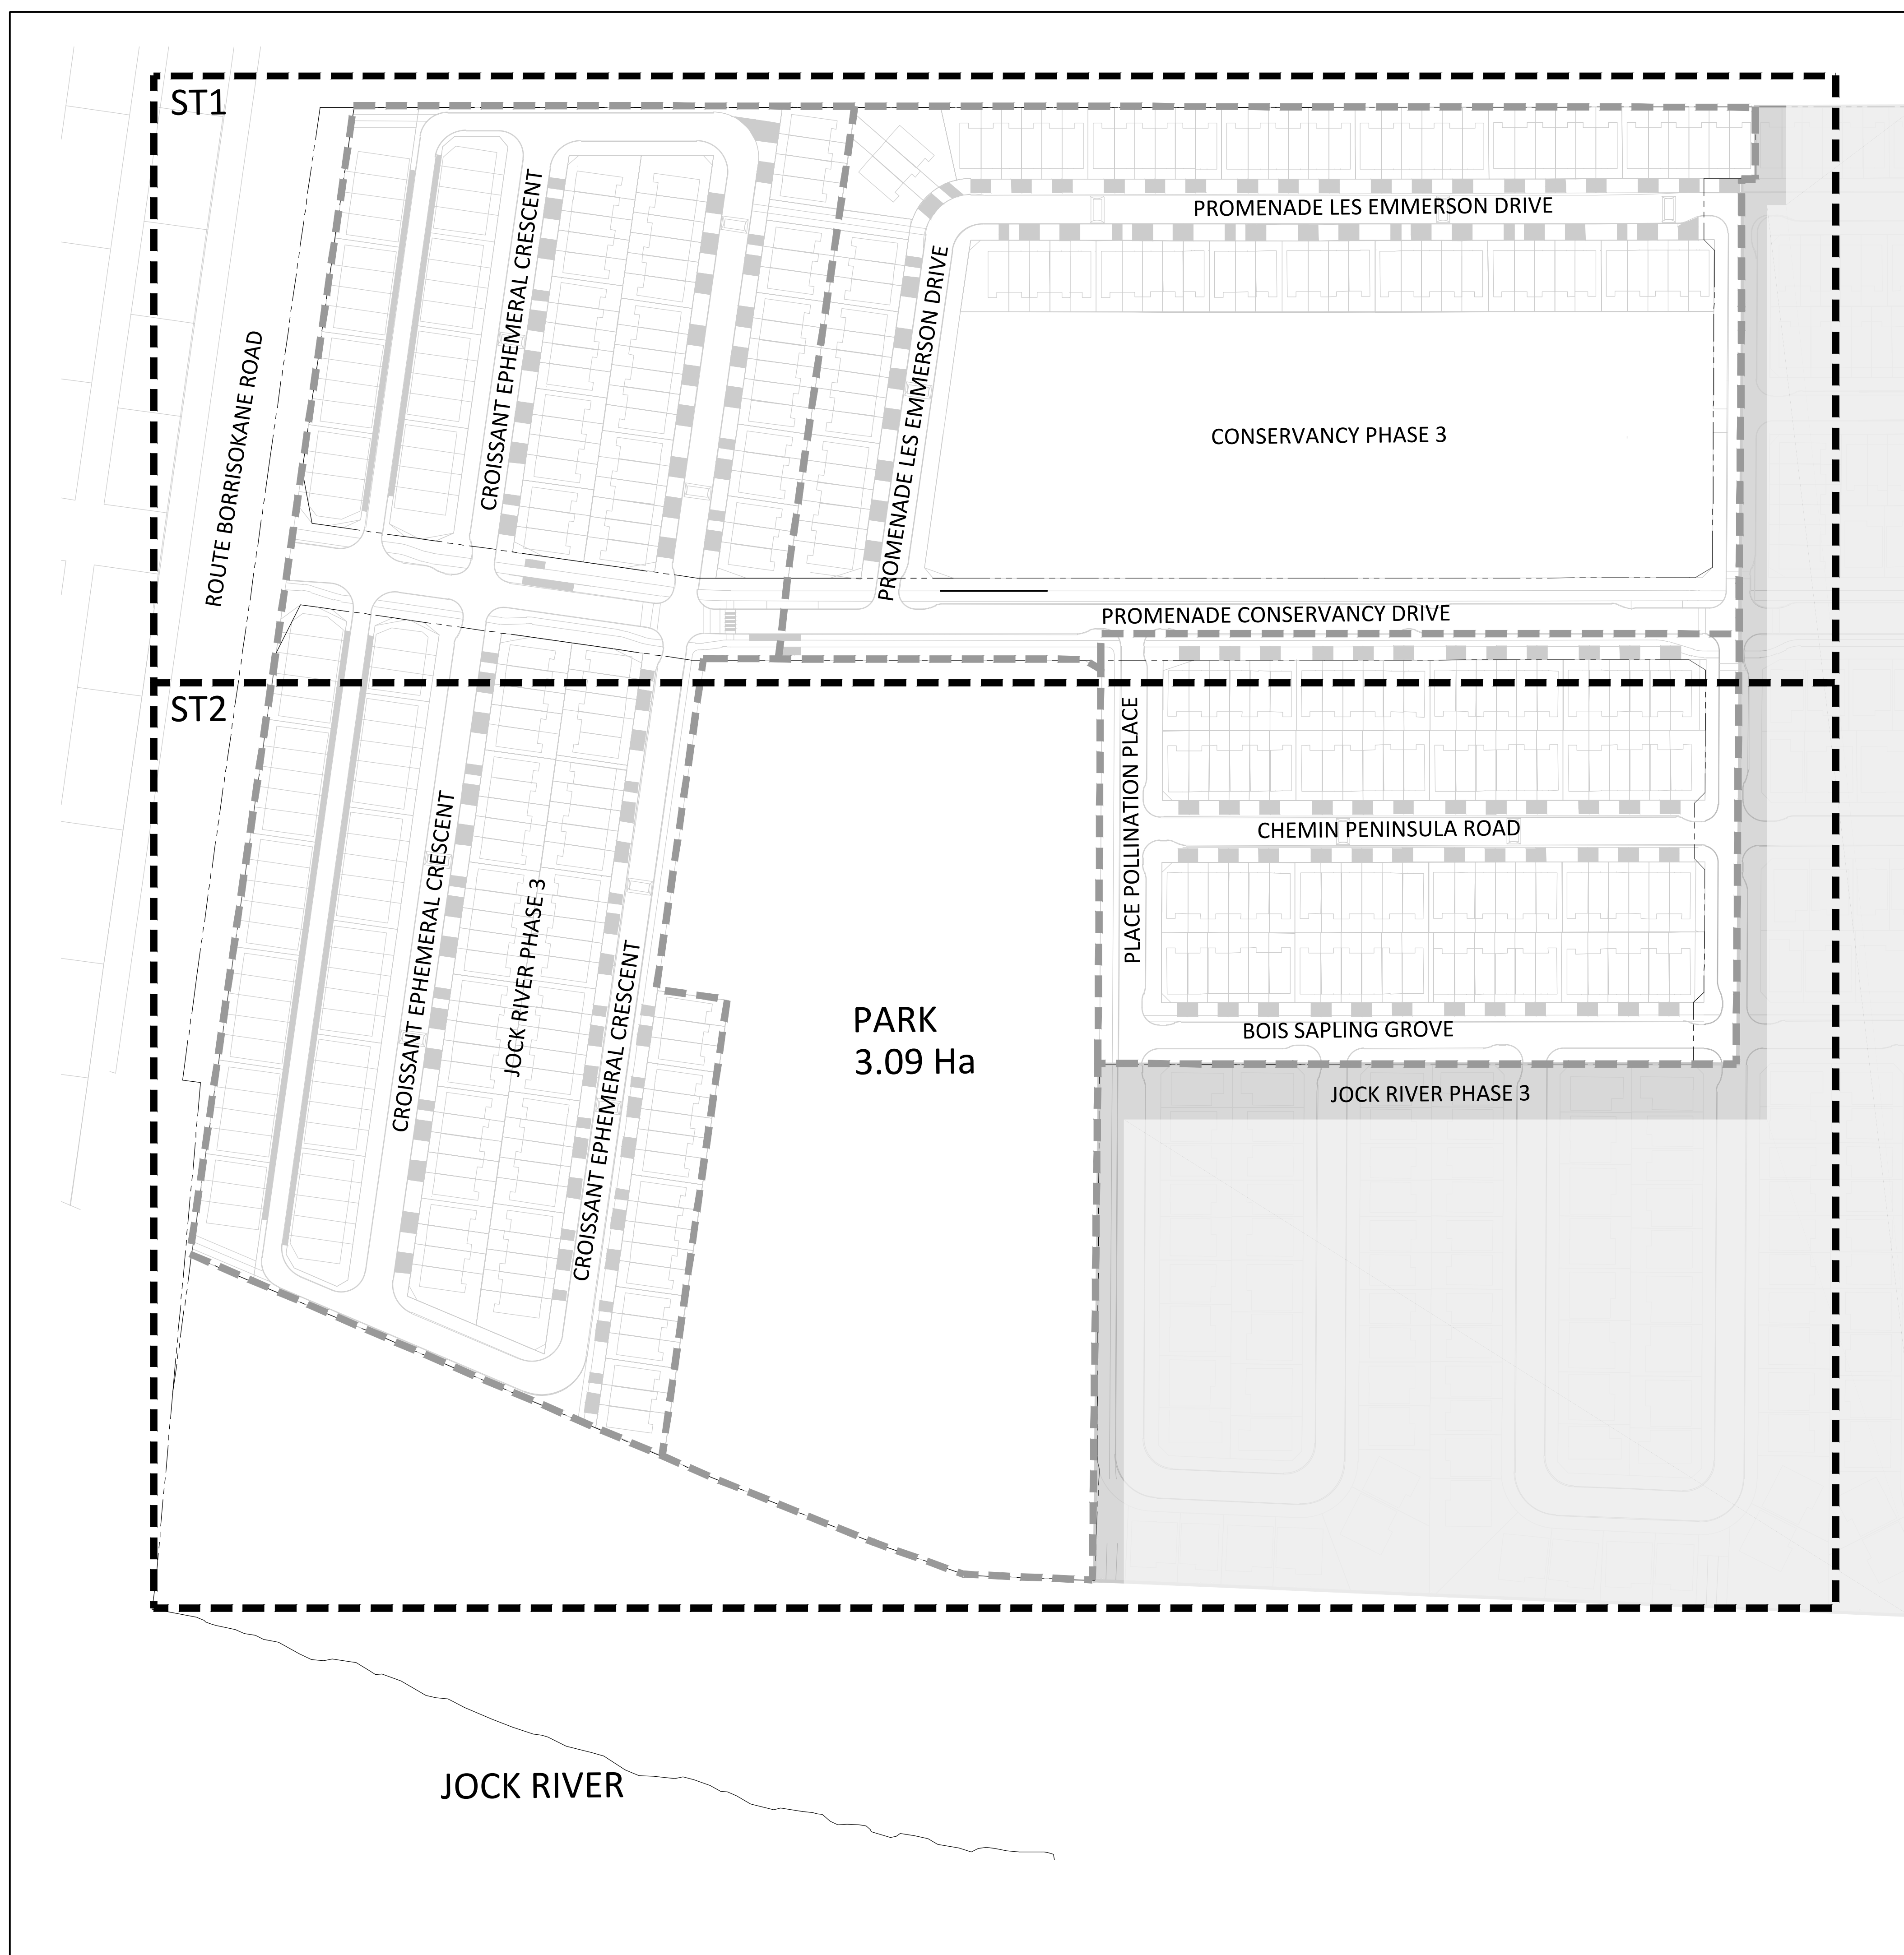 ST1
PROMENADE LES EMMERSON DRIVE
CROISSANT EPHEMERAL CRESCENT
PROMENADE LES EMMERSON DRIVE
ROUTE BORRISOKANE ROAD
CONSERVANCY PHASE 3
PROMENADE CONSERVANCY DRIVE
ST2
PLACE POLLINATION PLACE
CHEMIN PENINSULA ROAD
CROISSANT EPHEMERAL CRESCENT
JOCK RIVER PHASE 3
CROISSANT EPHEMERAL CRESCENT
PARK
3.09 Ha
BOIS SAPLING GROVE
JOCK RIVER PHASE 3
JOCK RIVER